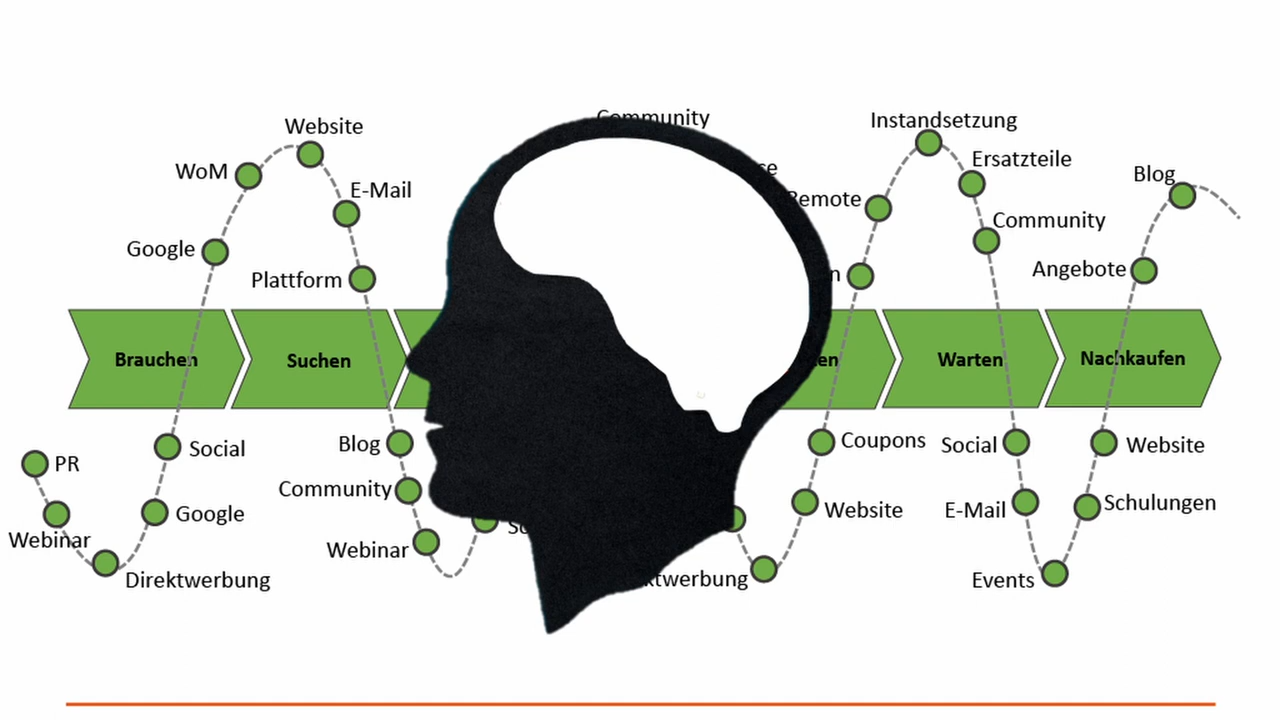 Community
Website
WoM
E-Mail
Google
Plattform
Remote
Instandsetzung
Ersatzteile
Community
Blog
Angebote
Brauchen
Suchen
Warten
Nachkaufen
PR
Webinar
Direktwerbung
Google
Social
Blog
Community
Webinar
Coupons
Website
Social
E-Mail
Events
Website
Schulungen